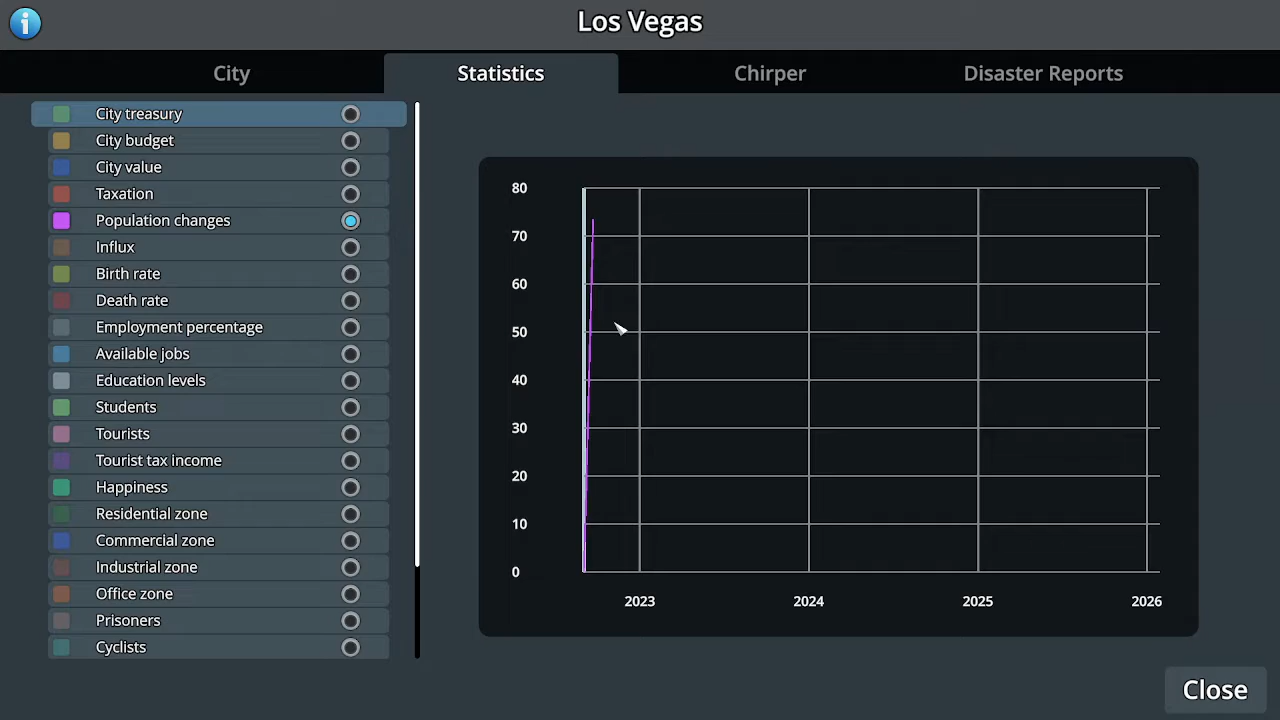 Los Vegas
City
Statistics
Chirper
Disaster Reports
City treasury
City budget
City value
Taxation
Population changes
Influx
Birth rate
Death rate
Employment percentage
Available jobs
Education levels
Students
Tourists
Tourist tax income
Happiness
Residential zone
Commercial zone
Industrial zone
Office zone
Prisoners
Cyclists
80
70
60
50
40
30
20
10
0
2023 2024 2025 2026
Close